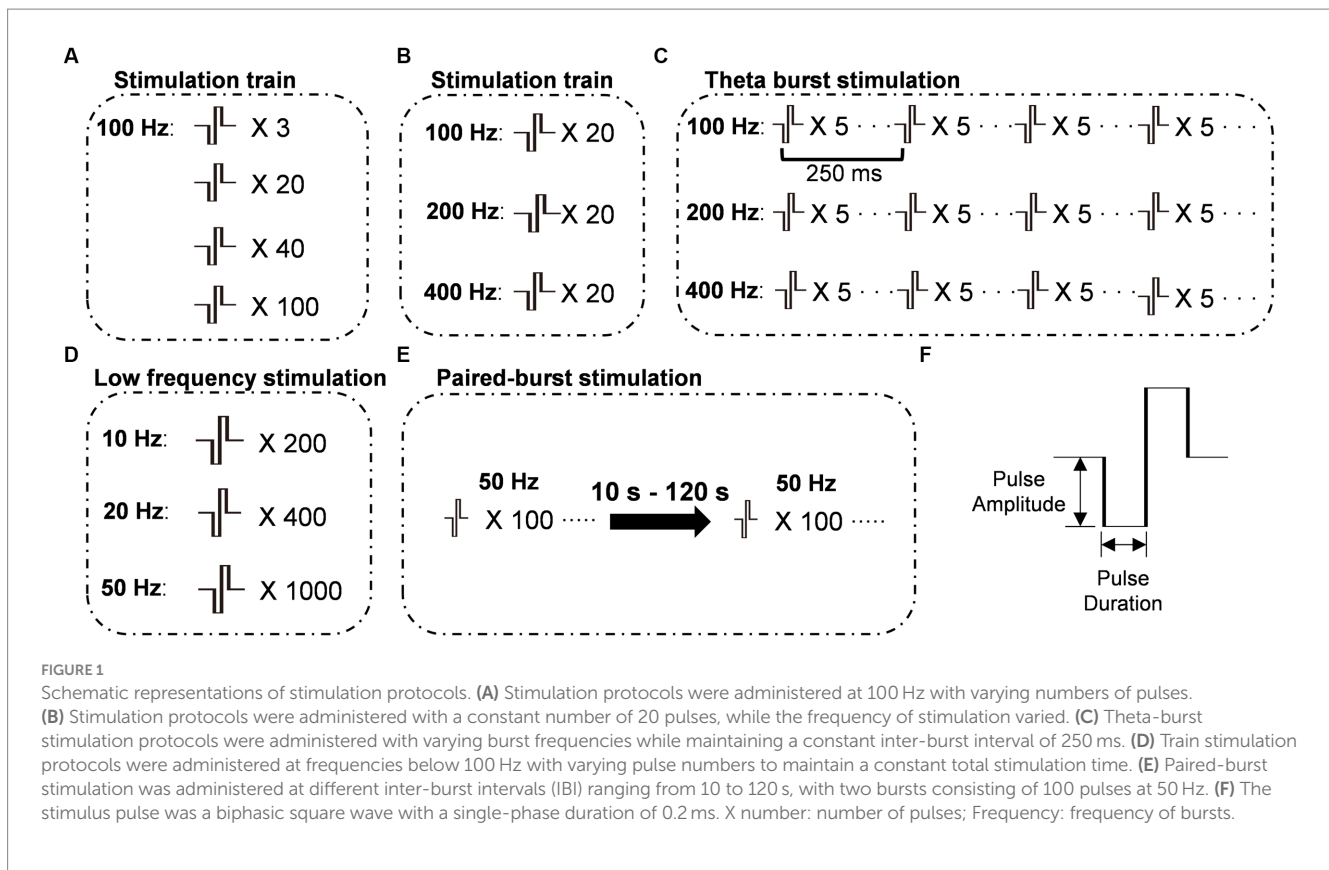 A
Stimulation train
100 Hz: X 3
X 20
X 40
X 100
B
Stimulation train
100 Hz: X 20
200 Hz: X 20
400 Hz: X 20
C
Theta burst stimulation
100 Hz: X 5 · · · X 5 · · · X 5 · · · X 5 · · ·
250 ms
200 Hz: X 5 · · · X 5 · · · X 5 · · · X 5 · · ·
400 Hz: X 5 · · · X 5 · · · X 5 · · · X 5 · · ·
D
Low frequency stimulation
10 Hz: X 200
20 Hz: X 400
50 Hz: X 1000
E
Paired-burst stimulation
50 Hz 10 s - 120 s 50 Hz
X 100 ····· X 100 ·····
F
Pulse
Amplitude
Pulse
Duration
FIGURE 1
Schematic representations of stimulation protocols. (A) Stimulation protocols were administered at 100 Hz with varying numbers of pulses.
(B) Stimulation protocols were administered with a constant number of 20 pulses, while the frequency of stimulation varied. (C) Theta-burst
stimulation protocols were administered with varying burst frequencies while maintaining a constant inter-burst interval of 250 ms. (D) Train stimulation
protocols were administered at frequencies below 100 Hz with varying pulse numbers to maintain a constant total stimulation time. (E) Paired-burst
stimulation was administered at different inter-burst intervals (IBI) ranging from 10 to 120 s, with two bursts consisting of 100 pulses at 50 Hz. (F) The
stimulus pulse was a biphasic square wave with a single-phase duration of 0.2 ms. X number: number of pulses; Frequency: frequency of bursts.